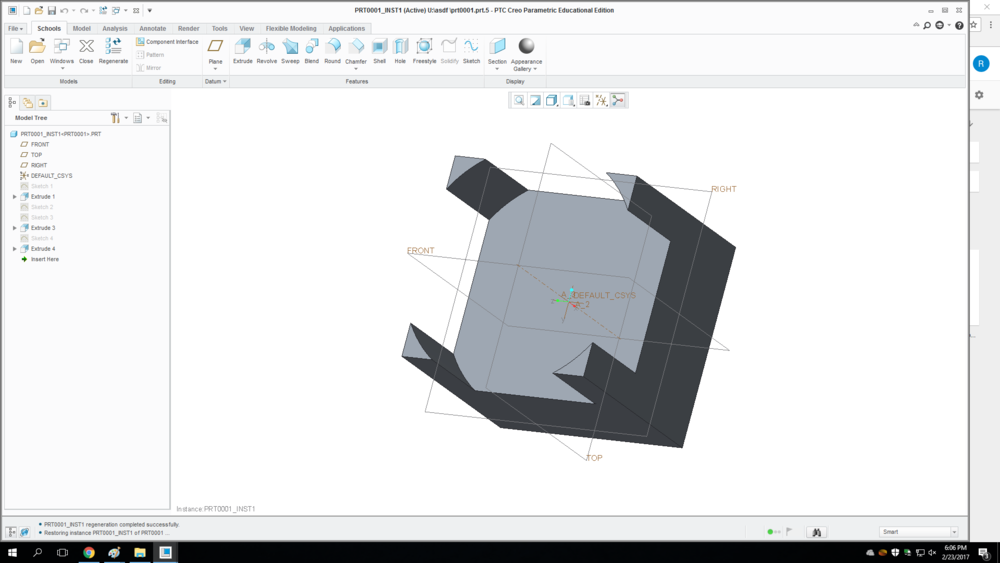 PRT0001_INST1 (Active) U:\asdf\prt0001.prt.5 - PTC Creo Parametric Educational Edition
File Schools Model Analysis Annotate Render Tools View Flexible Modeling Applications
New Open Windows Close Regenerate
Component Interface
Pattern
Mirror
Plane
Extrude Revolve Sweep Blend Round Chamfer Shell Hole Freestyle Solidify Sketch
Section Appearance Gallery
Models Editing Datum Features Display
R
Model Tree
PRT0001_INST1<PRT0001>.PRT
FRONT
TOP
RIGHT
DEFAULT_CSYS
Sketch 1
Extrude 1
Sketch 2
Sketch 3
Extrude 3
Sketch 4
Extrude 4
Insert Here
RIGHT
FRONT
DEFAULT_CSYS
TOP
Instance:PRT0001_INST1
PRT0001_INST1 regeneration completed successfully.
Restoring instance PRT0001_INST1 of PRT0001 ...
Smart
6:06 PM
2/23/2017